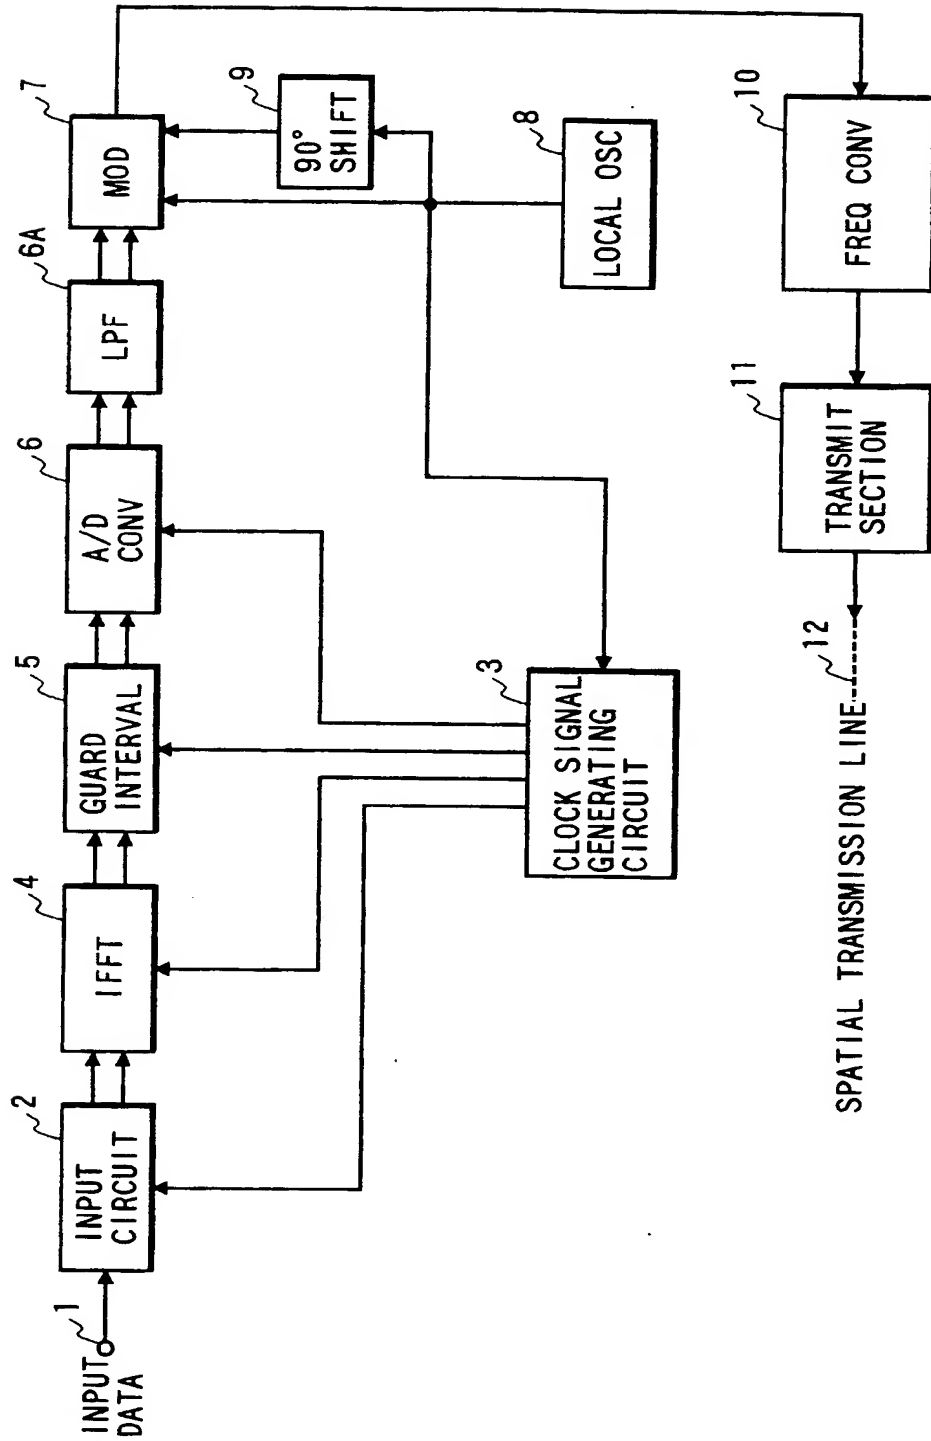 INPUT
DATA
1
2
INPUT
CIRCUIT
4
IFFT
5
GUARD
INTERVAL
6
A/D
CONV
6A
LPF
7
MOD
9
90°
SHIFT
8
LOCAL OSC
3
CLOCK SIGNAL
GENERATING
CIRCUIT
10
FREQ CONV
11
TRANSMIT
SECTION
12
SPATIAL TRANSMISSION LINE